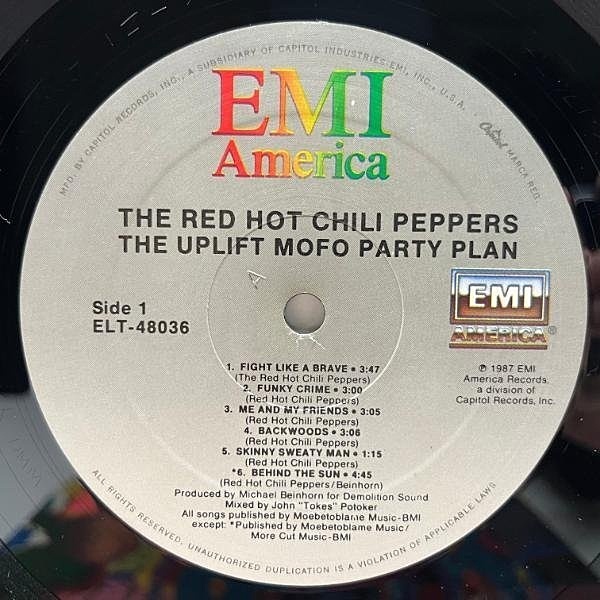 MFD. BY CAPITOL RECORDS, INC., A SUBSIDIARY OF CAPITOL INDUSTRIES-EMI, INC., U.S.A.
Capitol MARCA REG.
EMI
America
THE RED HOT CHILI PEPPERS
THE UPLIFT MOFO PARTY PLAN
A
Side 1
ELT-48036
EMI
AMERICA®
℗ 1987 EMI
America Records,
a division of
Capitol Records, Inc.
1. FIGHT LIKE A BRAVE • 3:47
(The Red Hot Chili Peppers)
2. FUNKY CRIME • 3:00
(Red Hot Chili Peppers)
3. ME AND MY FRIENDS • 3:05
(Red Hot Chili Peppers)
4. BACKWOODS • 3:06
(Red Hot Chili Peppers)
5. SKINNY SWEATY MAN • 1:15
(Red Hot Chili Peppers)
*6. BEHIND THE SUN • 4:45
(Red Hot Chili Peppers/Beinhorn)
Produced by Michael Beinhorn for Demolition Sound
Mixed by John "Tokes" Potoker
All songs published by Moebetoblame Music-BMI
except: *Published by Moebetoblame Music/
More Cut Music-BMI
ALL RIGHTS RESERVED. UNAUTHORIZED DUPLICATION IS A VIOLATION OF APPLICABLE LAWS